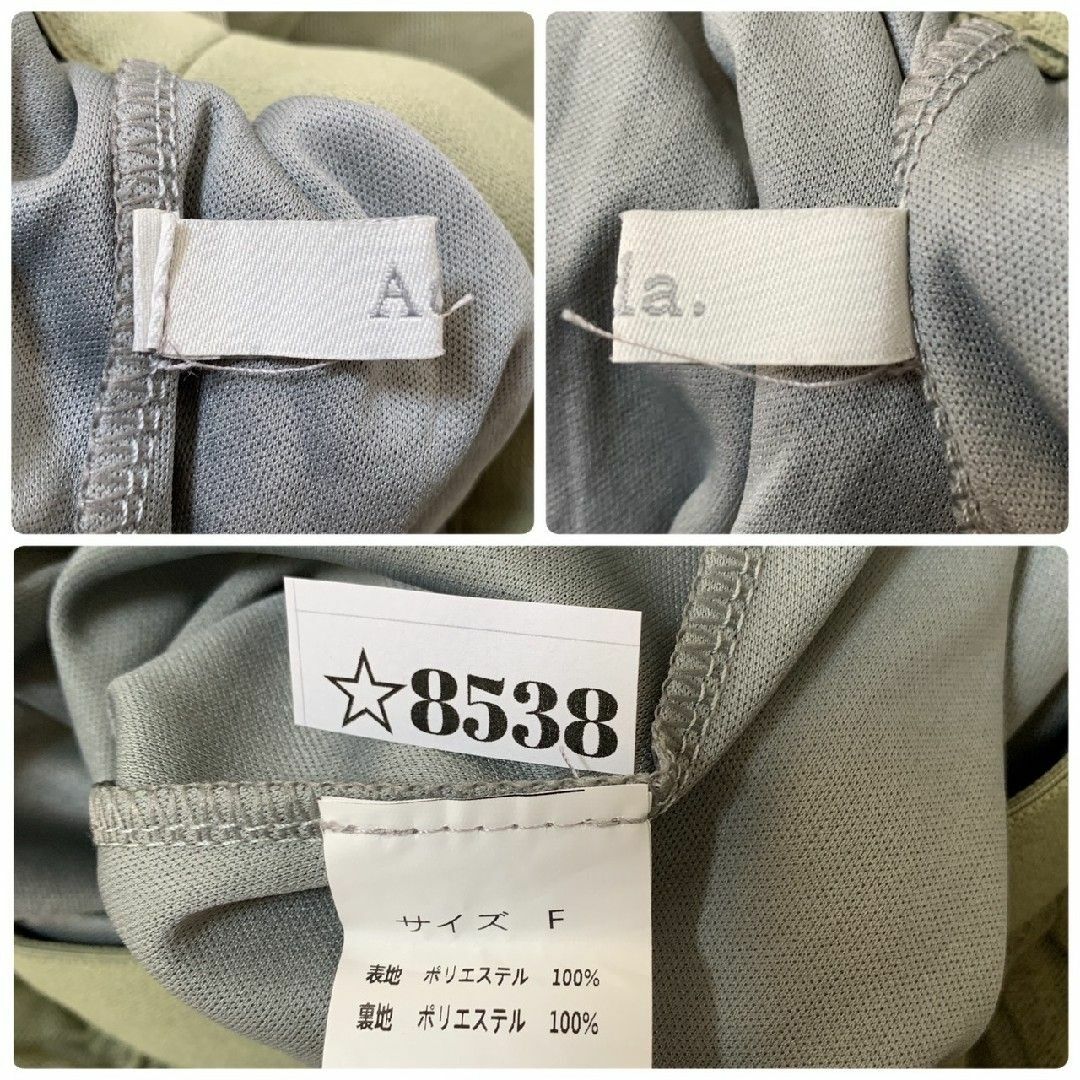 A
la.
☆8538
サイズ F
表地 ポリエステル 100%
裏地 ポリエステル 100%